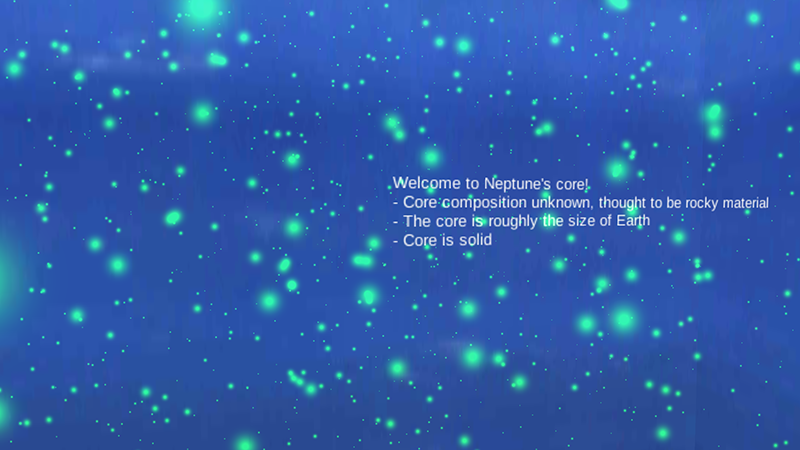 Welcome to Neptune's core!
- Core composition unknown, thought to be rocky material
- The core is roughly the size of Earth
- Core is solid